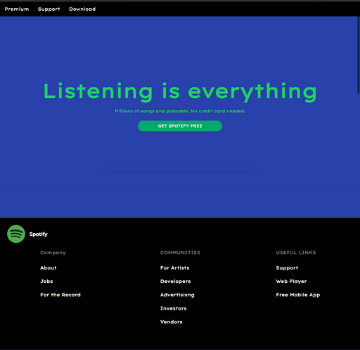 Premium Support Download
Listening is everything
Millions of songs and podcasts. No credit card needed.
GET SPOTIFY FREE
Spotify
Company COMMUNITIES USEFUL LINKS
About For Artists Support
Jobs Developers Web Player
For the Record Advertising Free Mobile App
Investors
Vendors